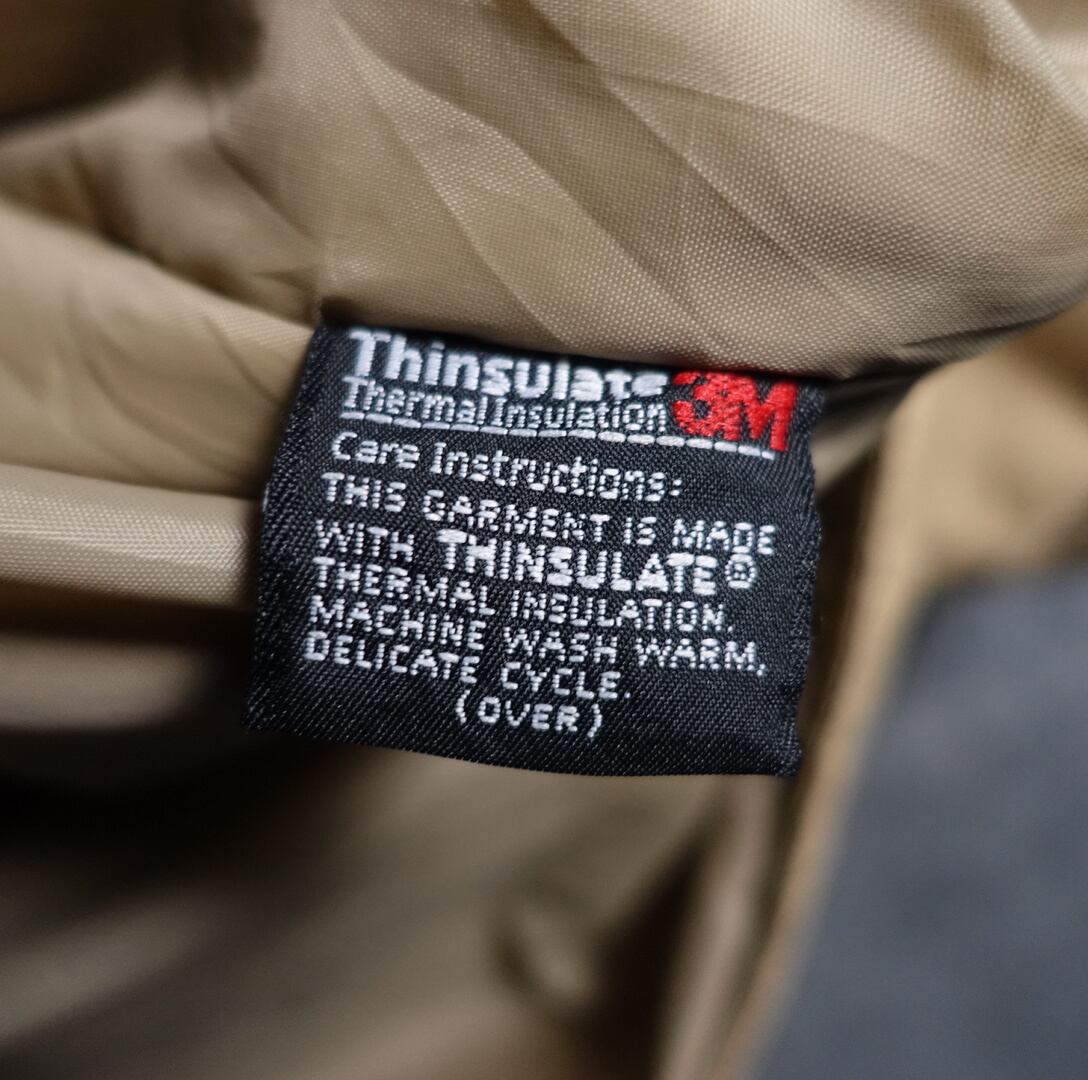 Thinsulate 3M
Thermal Insulation
Care Instructions:
THIS GARMENT IS MADE
WITH THINSULATE®
THERMAL INSULATION.
MACHINE WASH WARM,
DELICATE CYCLE.
(OVER)